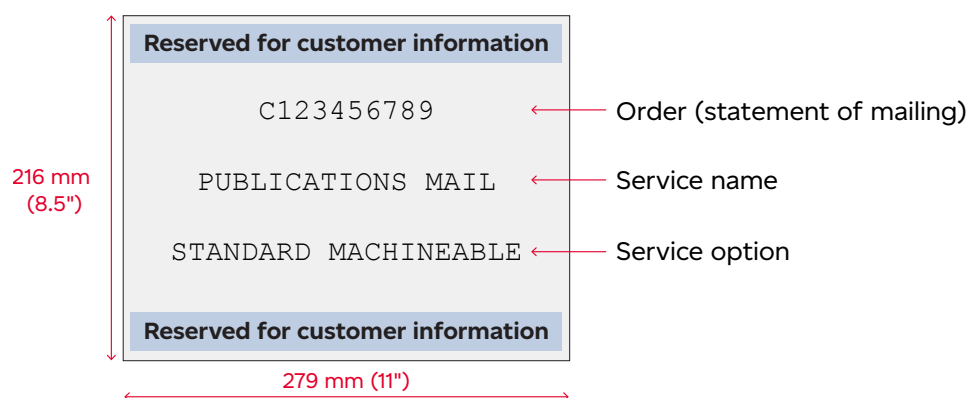 Reserved for customer information
C123456789
Order (statement of mailing)
216 mm
(8.5")
PUBLICATIONS MAIL
Service name
STANDARD MACHINEABLE
Service option
Reserved for customer information
279 mm (11")